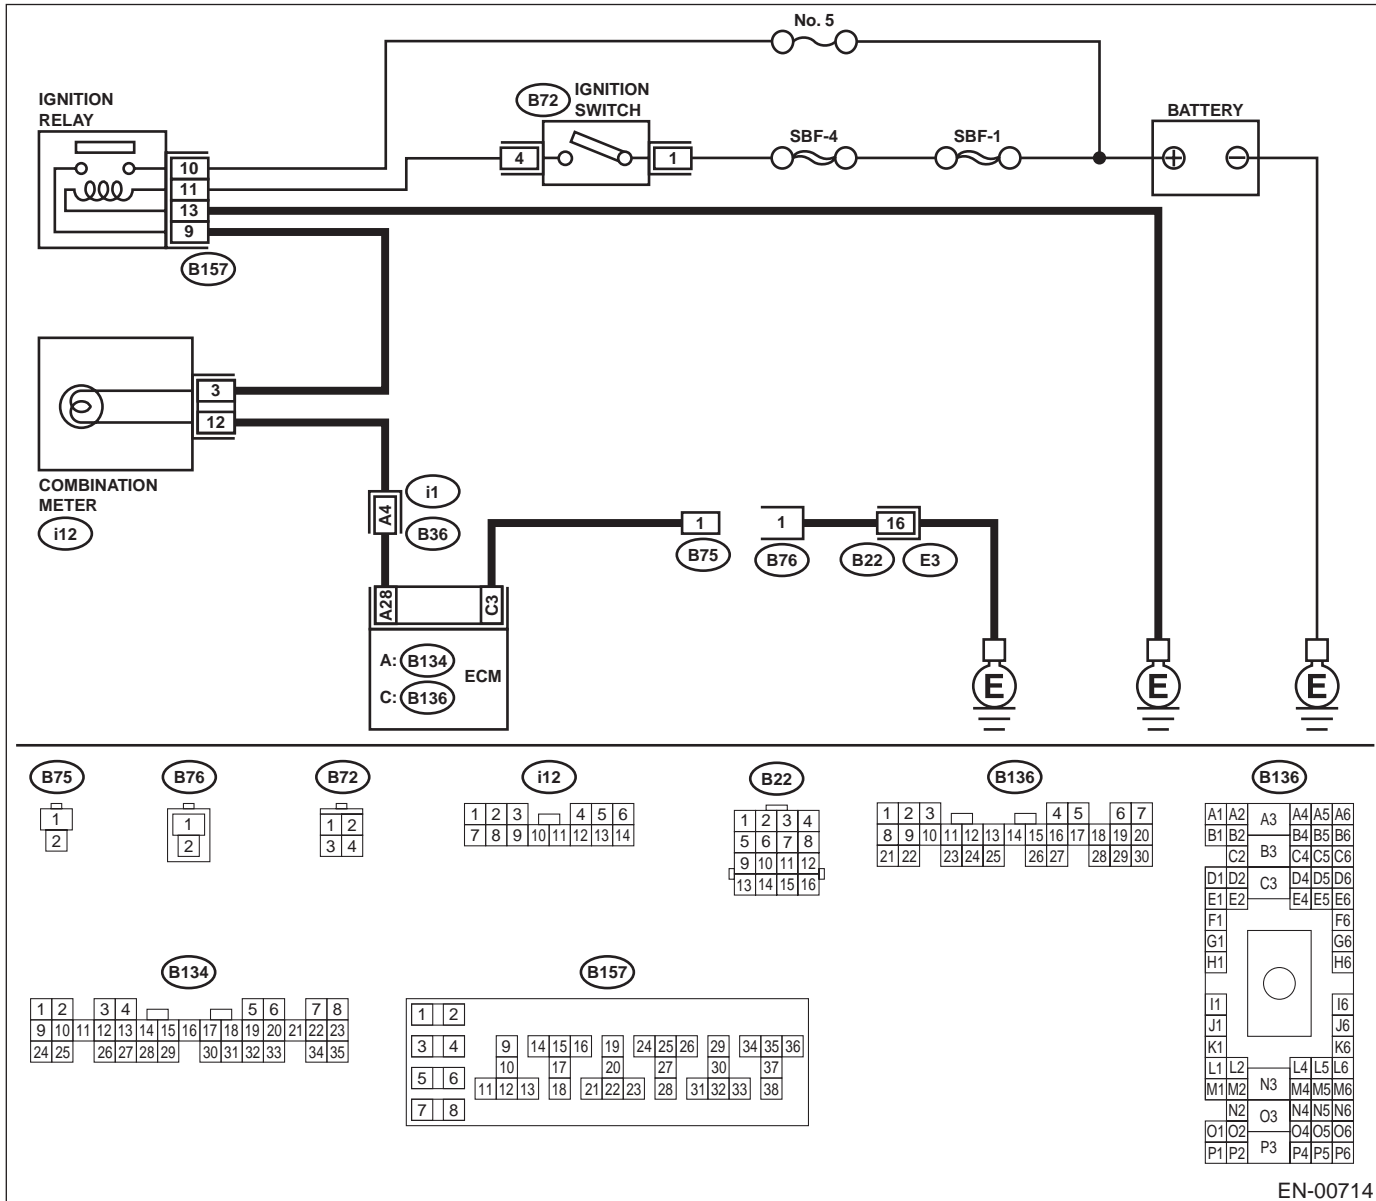 No. 5
IGNITION
RELAY
B72
IGNITION
SWITCH
SBF-4
SBF-1
BATTERY
4
1
10
11
13
9
B157
3
12
COMBINATION
METER
i12
A4
i1
B36
1
B75
1
B76
16
B22
E3
A28
C3
A: B134
C: B136
ECM
E
E
E
B75
1
2
B76
1
2
B72
1 2
3 4
i12
1 2 3 4 5 6
7 8 9 10 11 12 13 14
B22
1 2 3 4
5 6 7 8
9 10 11 12
13 14 15 16
B136
1 2 3 4 5 6 7
8 9 10 11 12 13 14 15 16 17 18 19 20
21 22 23 24 25 26 27 28 29 30
B136
A1 A2 A3 A4 A5 A6
B1 B2 B3 B4 B5 B6
C2 C3 C4 C5 C6
D1 D2 D4 D5 D6
E1 E2 E4 E5 E6
F1 F6
G1 G6
H1 H6
I1 I6
J1 J6
K1 K6
L1 L2 L4 L5 L6
M1 M2 N3 M4 M5 M6
N2 O3 N4 N5 N6
O1 O2 O4 O5 O6
P1 P2 P3 P4 P5 P6
B134
1 2 3 4 5 6 7 8
9 10 11 12 13 14 15 16 17 18 19 20 21 22 23
24 25 26 27 28 29 30 31 32 33 34 35
B157
1 2
3 4
5 6
7 8
9 14 15 16 19 24 25 26 29 34 35 36
10 17 20 27 30 37
11 12 13 18 21 22 23 28 31 32 33 38
EN-00714